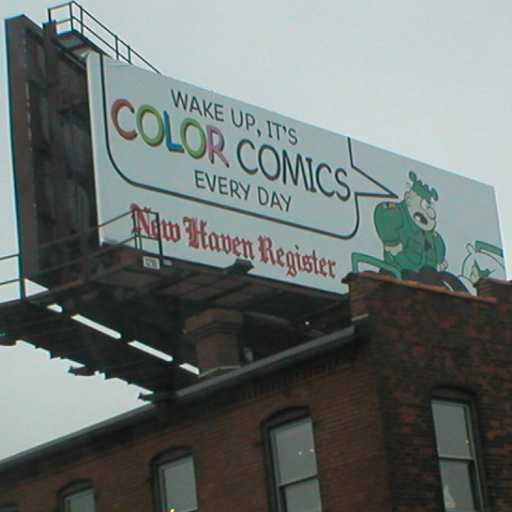 WAKE UP, IT'S
COLOR COMICS
EVERY DAY
New Haven Register